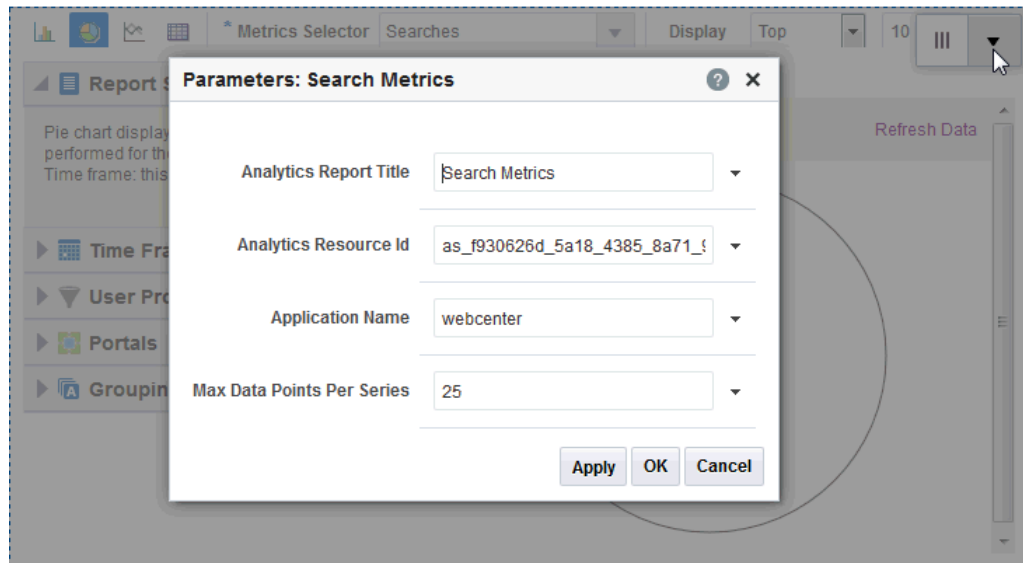 * Metrics Selector Searches Display Top 10
Parameters: Search Metrics
Report S
Pie chart display
performed for th
Time frame: this
Refresh Data
Analytics Report Title Search Metrics
Analytics Resource Id as_f930626d_5a18_4385_8a71_9
Application Name webcenter
Max Data Points Per Series 25
Time Fra
User Pro
Portals
Groupin
Apply OK Cancel